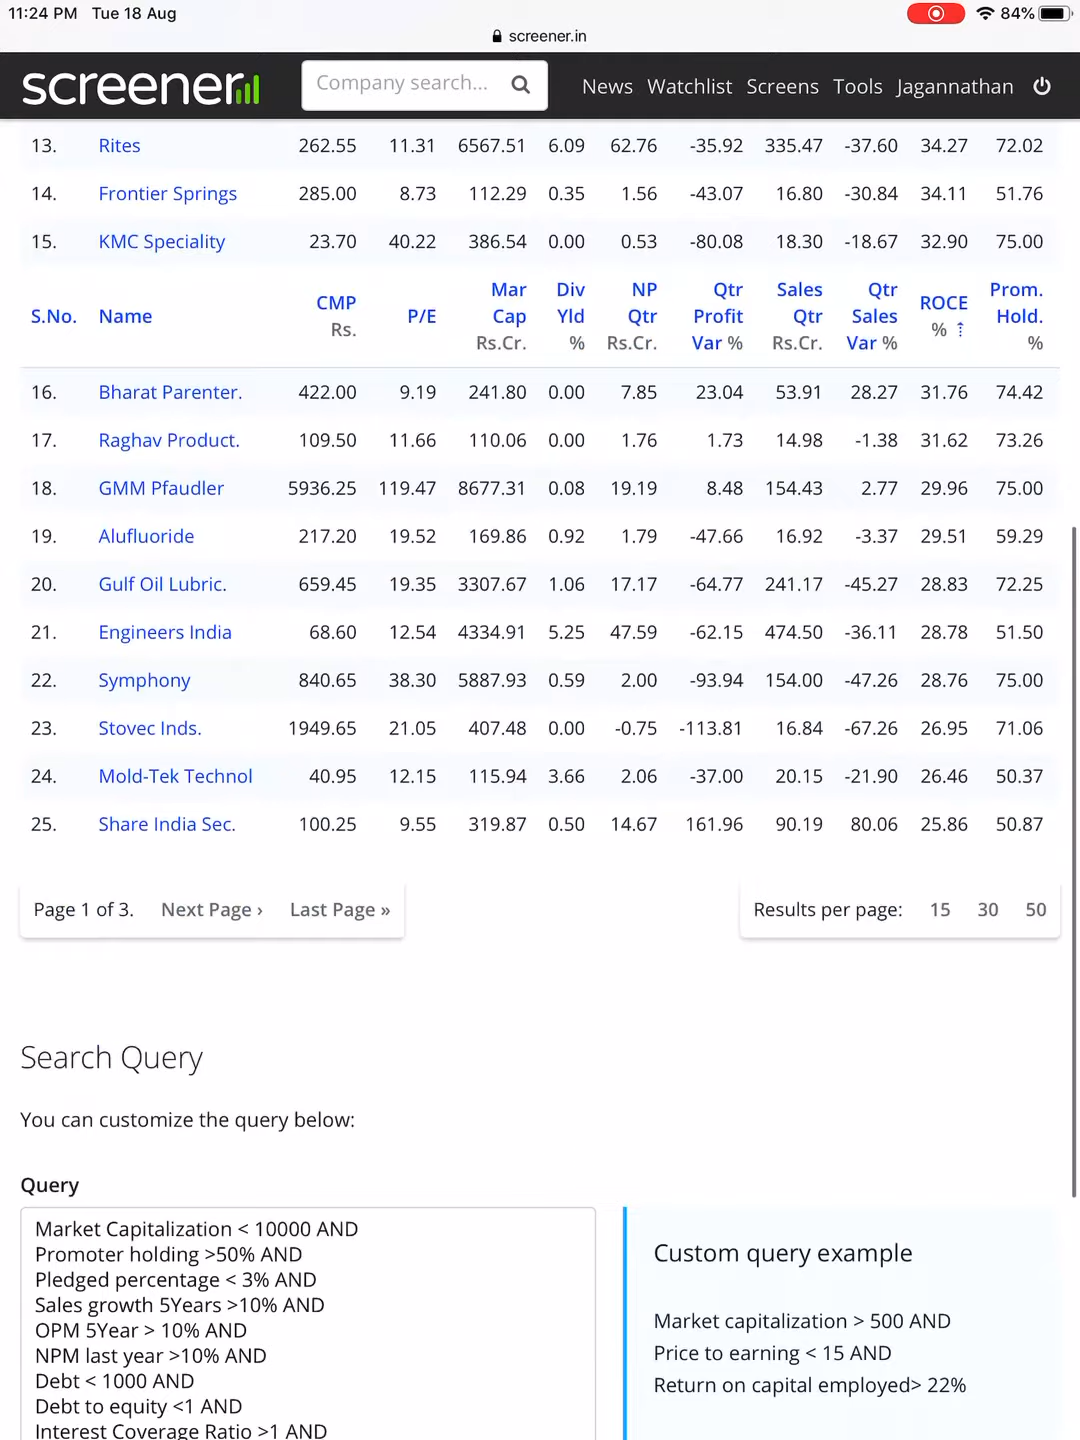 11:24 PM Tue 18 Aug 84%
screener.in
screener Company search... News Watchlist Screens Tools Jagannathan
13. Rites 262.55 11.31 6567.51 6.09 62.76 -35.92 335.47 -37.60 34.27 72.02
14. Frontier Springs 285.00 8.73 112.29 0.35 1.56 -43.07 16.80 -30.84 34.11 51.76
15. KMC Speciality 23.70 40.22 386.54 0.00 0.53 -80.08 18.30 -18.67 32.90 75.00
S.No. Name CMP Rs. P/E Mar Cap Rs.Cr. Div Yld % NP Qtr Rs.Cr. Qtr Profit Var % Sales Qtr Rs.Cr. Qtr Sales Var % ROCE % Prom. Hold. %
16. Bharat Parenter. 422.00 9.19 241.80 0.00 7.85 23.04 53.91 28.27 31.76 74.42
17. Raghav Product. 109.50 11.66 110.06 0.00 1.76 1.73 14.98 -1.38 31.62 73.26
18. GMM Pfaudler 5936.25 119.47 8677.31 0.08 19.19 8.48 154.43 2.77 29.96 75.00
19. Alufluoride 217.20 19.52 169.86 0.92 1.79 -47.66 16.92 -3.37 29.51 59.29
20. Gulf Oil Lubric. 659.45 19.35 3307.67 1.06 17.17 -64.77 241.17 -45.27 28.83 72.25
21. Engineers India 68.60 12.54 4334.91 5.25 47.59 -62.15 474.50 -36.11 28.78 51.50
22. Symphony 840.65 38.30 5887.93 0.59 2.00 -93.94 154.00 -47.26 28.76 75.00
23. Stovec Inds. 1949.65 21.05 407.48 0.00 -0.75 -113.81 16.84 -67.26 26.95 71.06
24. Mold-Tek Technol 40.95 12.15 115.94 3.66 2.06 -37.00 20.15 -21.90 26.46 50.37
25. Share India Sec. 100.25 9.55 319.87 0.50 14.67 161.96 90.19 80.06 25.86 50.87
Page 1 of 3. Next Page › Last Page » Results per page: 15 30 50
Search Query
You can customize the query below:
Query
Market Capitalization < 10000 AND
Promoter holding >50% AND
Pledged percentage < 3% AND
Sales growth 5Years >10% AND
OPM 5Year > 10% AND
NPM last year >10% AND
Debt < 1000 AND
Debt to equity <1 AND
Interest Coverage Ratio >1 AND
Custom query example
Market capitalization > 500 AND
Price to earning < 15 AND
Return on capital employed> 22%